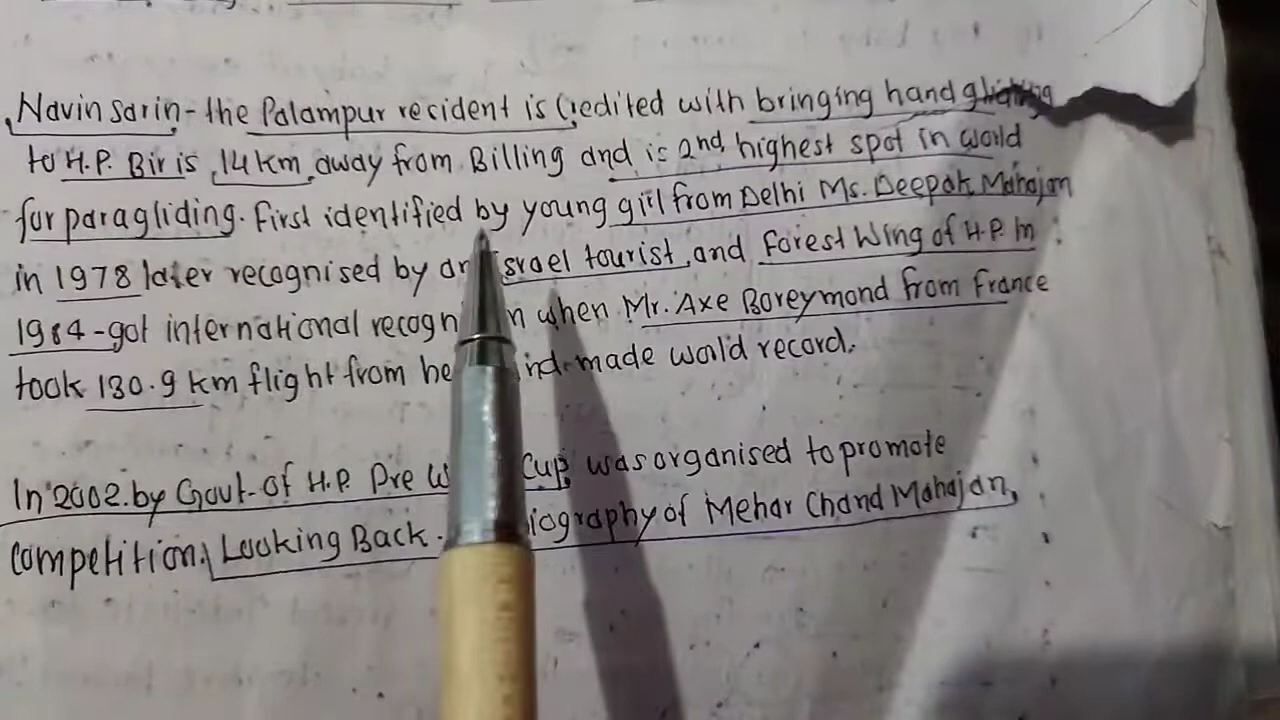 Navin Sarin - the Palampur recident is Credited with bringing hand gliding
to H.P. Bir is 14 km away from Billing and is 2nd highest spot in World
for paragliding. First identified by young girl from Delhi Ms. Deepak Mahajan
in 1978 later recognised by an Israel tourist and Forest Wing of H.P. In
1984 - got international when Mr. Axe Boreymond from France
took 130.9 km flight from made world record.
In 2002 by Govt. of H.P. Pre Cup was organised to promote
Competition. Looking Back. of Mehar Chand Mahajan,